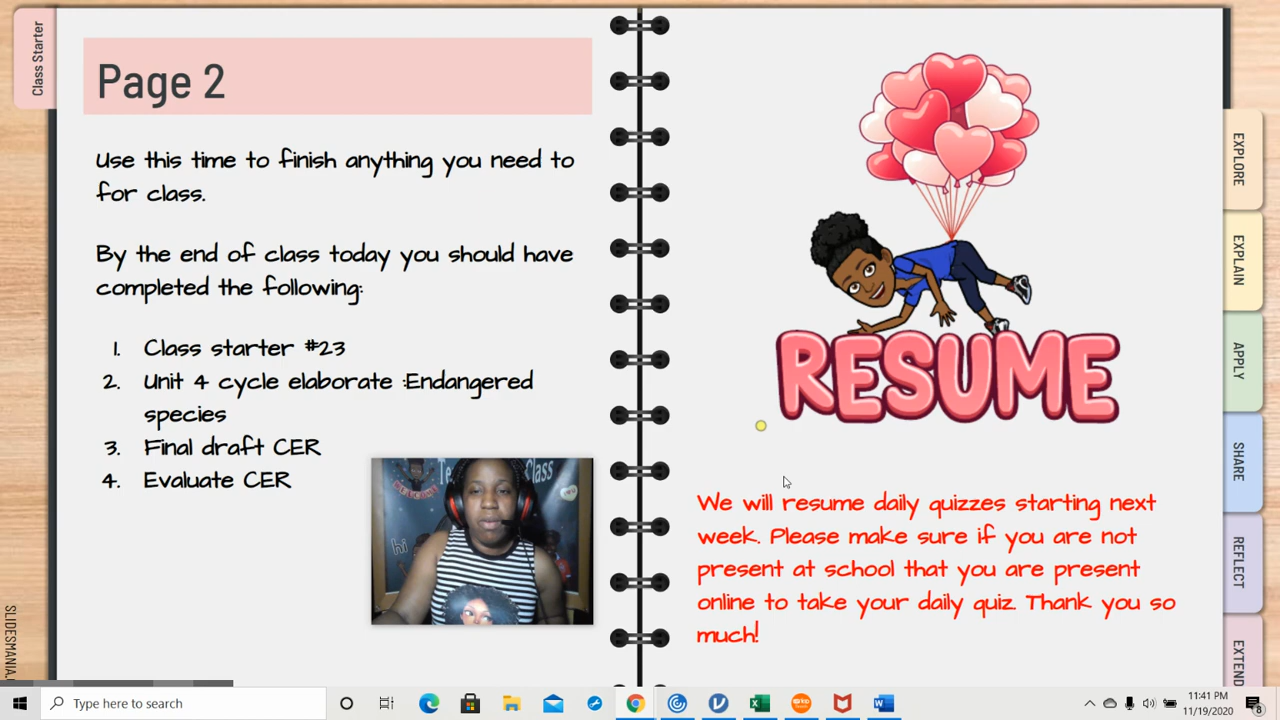 Class Starter
Page 2
Use this time to finish anything you need to
for class.
By the end of class today you should have
completed the following:
1. Class starter #23
2. Unit 4 cycle elaborate :Endangered
species
3. Final draft CER
4. Evaluate CER
hi
Class
SLIDESMANIA.
RESUME
We will resume daily quizzes starting next
week. Please make sure if you are not
present at school that you are present
online to take your daily quiz. Thank you so
much!
EXPLORE
EXPLAIN
APPLY
SHARE
REFLECT
EXTEND
Type here to search
11:41 PM
11/19/2020
8